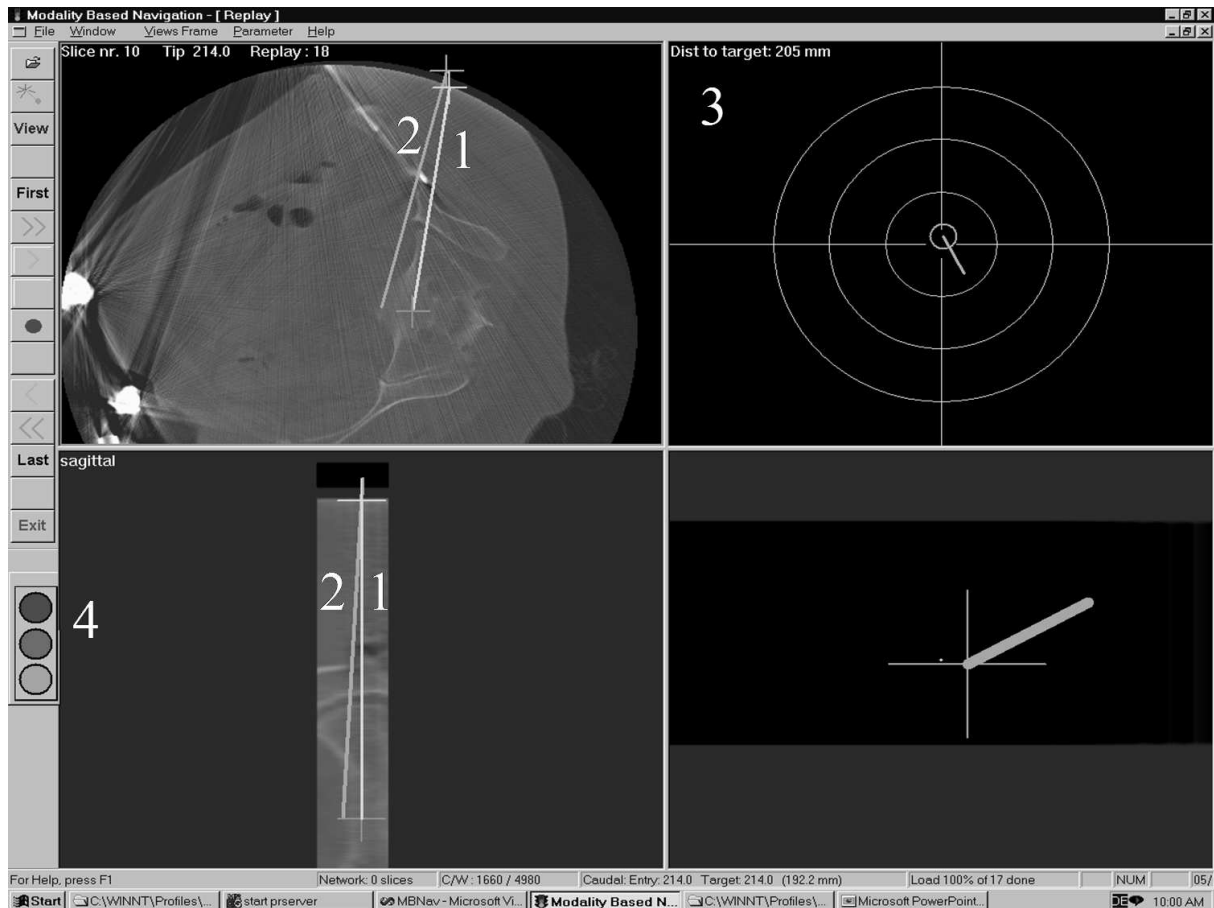 Modality Based Navigation - [ Replay ]
File Window Views Frame Parameter Help
Slice nr. 10 Tip 214.0 Replay : 18
Dist to target: 205 mm
View
First
Last
Exit
2 1
3
sagittal
2 1
4
For Help, press F1 Network: 0 slices C/W : 1660 / 4980 Caudal: Entry: 214.0 Target: 214.0 (192.2 mm) Load 100% of 17 done NUM 05/
Start C:\WINNT\Profiles\... start prserver MBNav - Microsoft Vi... Modality Based N... C:\WINNT\Profiles\... Microsoft PowerPoint... DE 10:00 AM